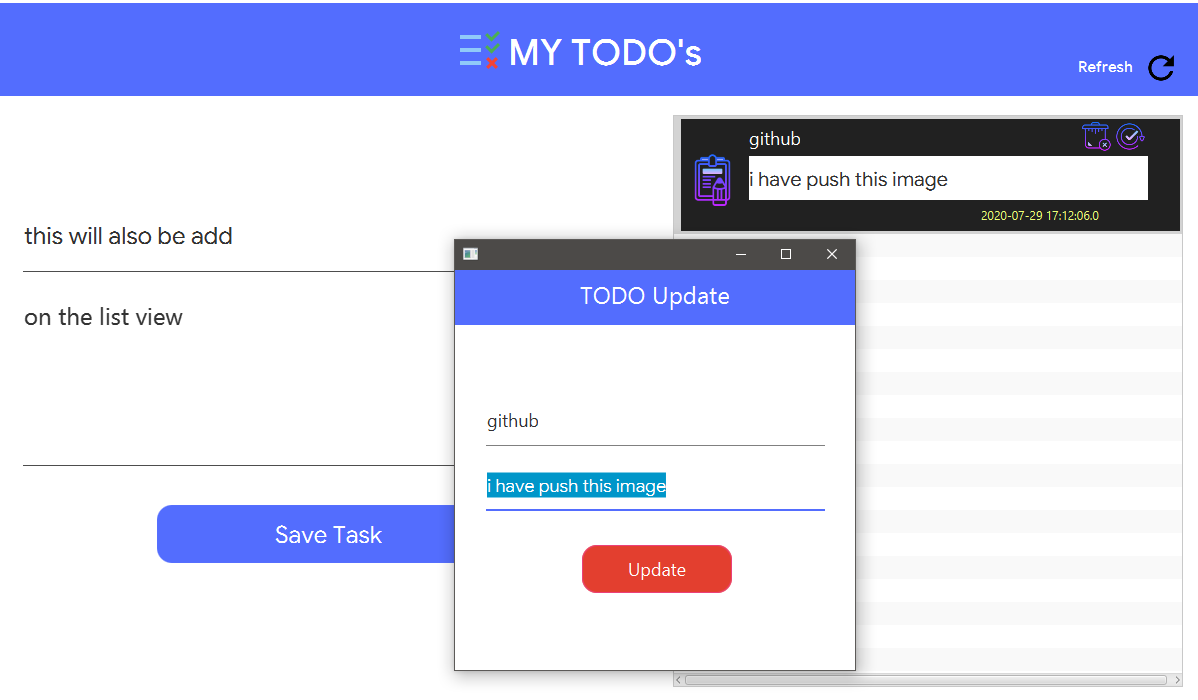 MY TODO's
Refresh
this will also be add
on the list view
Save Task
github
i have push this image
2020-07-29 17:12:06.0
TODO Update
github
i have push this image
Update